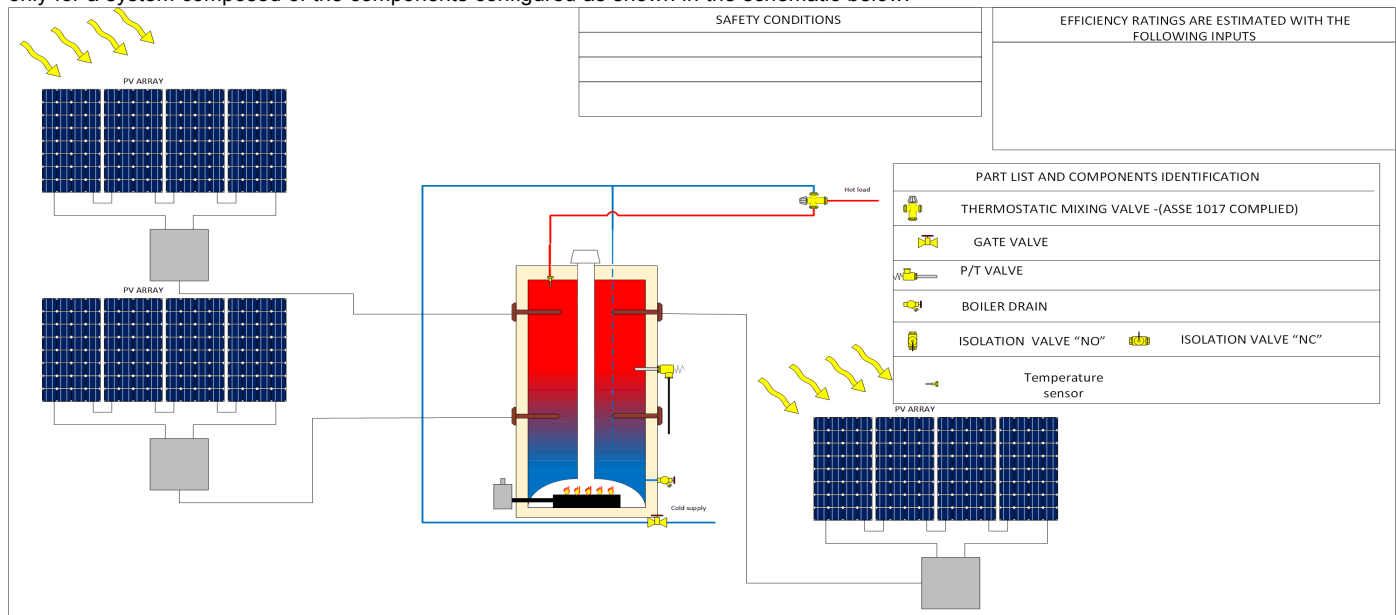 only for a system composed of the components configured as shown in the schematic below.
SAFETY CONDITIONS
EFFICIENCY RATINGS ARE ESTIMATED WITH THE
FOLLOWING INPUTS
PV ARRAY
PART LIST AND COMPONENTS IDENTIFICATION
Hot load
THERMOSTATIC MIXING VALVE -(ASSE 1017 COMPLIED)
GATE VALVE
P/T VALVE
PV ARRAY
BOILER DRAIN
ISOLATION VALVE "NO"
ISOLATION VALVE "NC"
Temperature
sensor
PV ARRAY
Cold supply